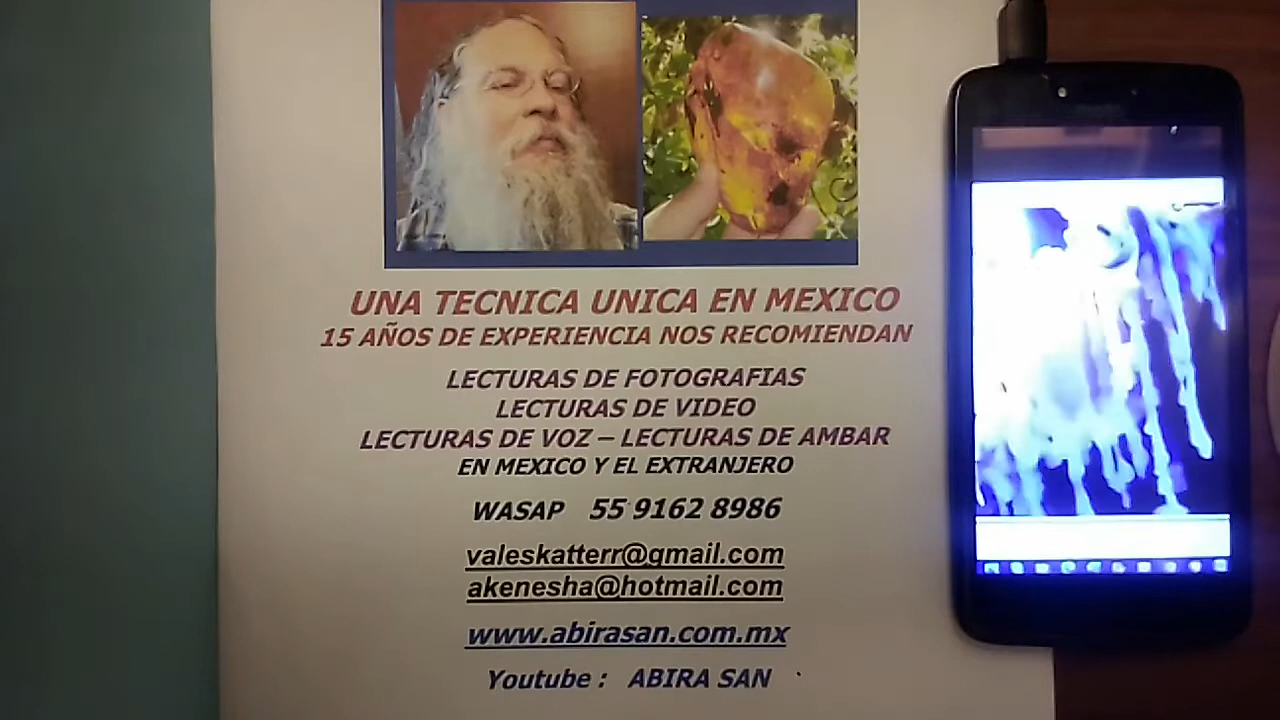 UNA TECNICA UNICA EN MEXICO
15 AÑOS DE EXPERIENCIA NOS RECOMIENDAN
LECTURAS DE FOTOGRAFIAS
LECTURAS DE VIDEO
LECTURAS DE VOZ – LECTURAS DE AMBAR
EN MEXICO Y EL EXTRANJERO
WASAP 55 9162 8986
valeskatterr@gmail.com
akenesha@hotmail.com
www.abirasan.com.mx
Youtube : ABIRA SAN